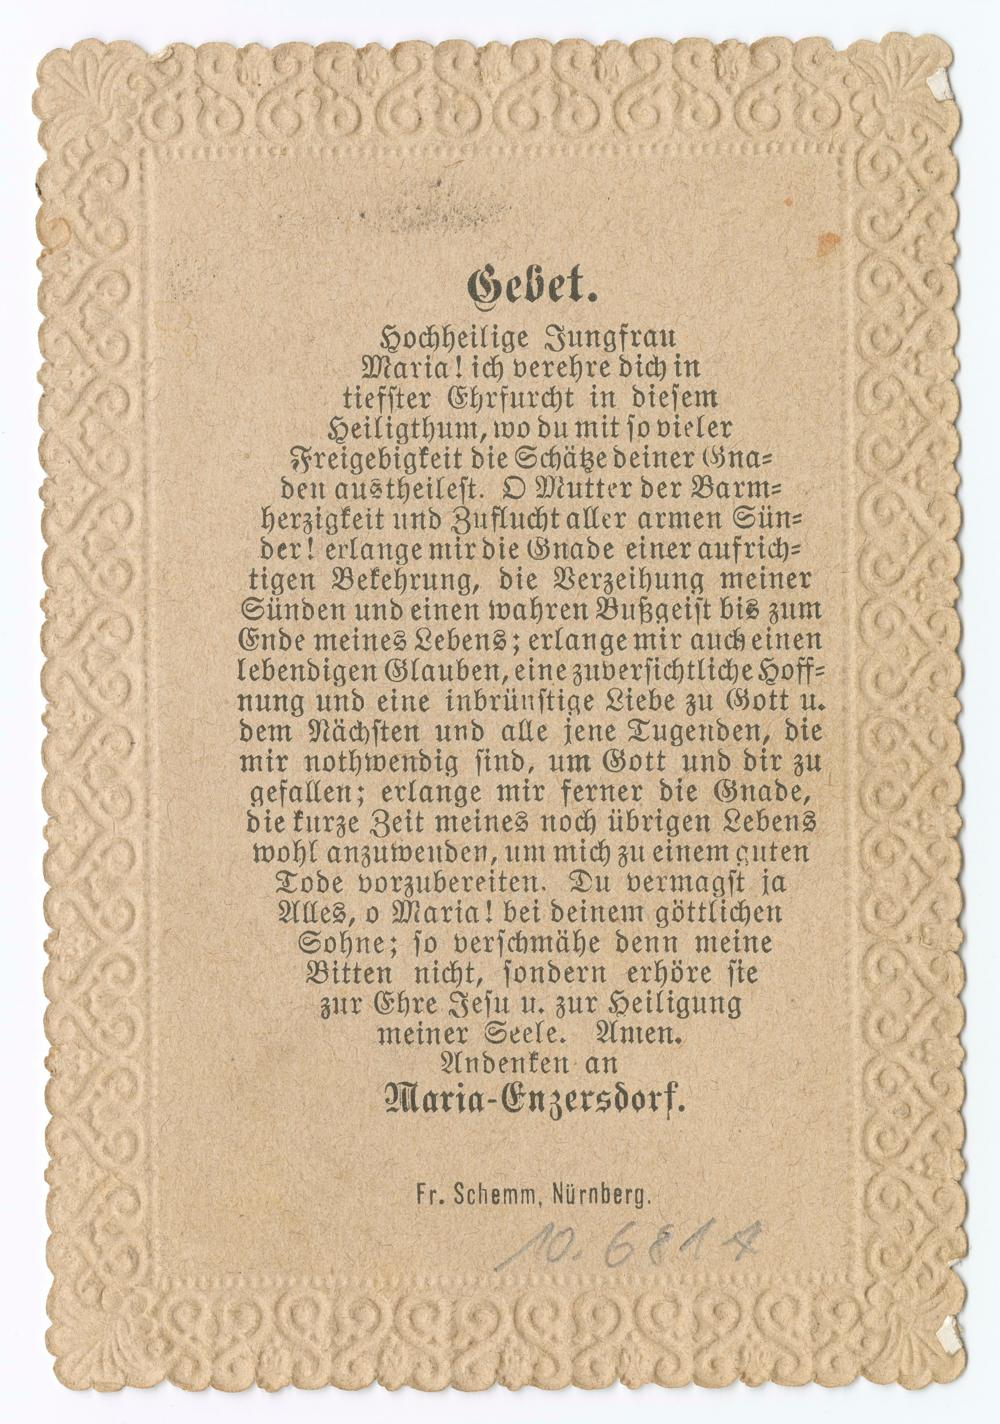 Gebet.
Hochheilige Jungfrau
Maria! ich verehre dich in
tiefster Ehrfurcht in diesem
Heiligthum, wo du mit so vieler
Freigebigkeit die Schätze deiner Gna=
den austheilest. O Mutter der Barm=
herzigkeit und Zuflucht aller armen Sün=
der! erlange mir die Gnade einer aufrich=
tigen Bekehrung, die Verzeihung meiner
Sünden und einen wahren Bußgeist bis zum
Ende meines Lebens; erlange mir auch einen
lebendigen Glauben, eine zuversichtliche Hoff=
nung und eine inbrünstige Liebe zu Gott u.
dem Nächsten und alle jene Tugenden, die
mir nothwendig sind, um Gott und dir zu
gefallen; erlange mir ferner die Gnade,
die kurze Zeit meines noch übrigen Lebens
wohl anzuwenden, um mich zu einem guten
Tode vorzubereiten. Du vermagst ja
Alles, o Maria! bei deinem göttlichen
Sohne; so verschmähe denn meine
Bitten nicht, sondern erhöre sie
zur Ehre Jesu u. zur Heiligung
meiner Seele. Amen.
Andenken an
Maria-Enzersdorf.
Fr. Schemm, Nürnberg.